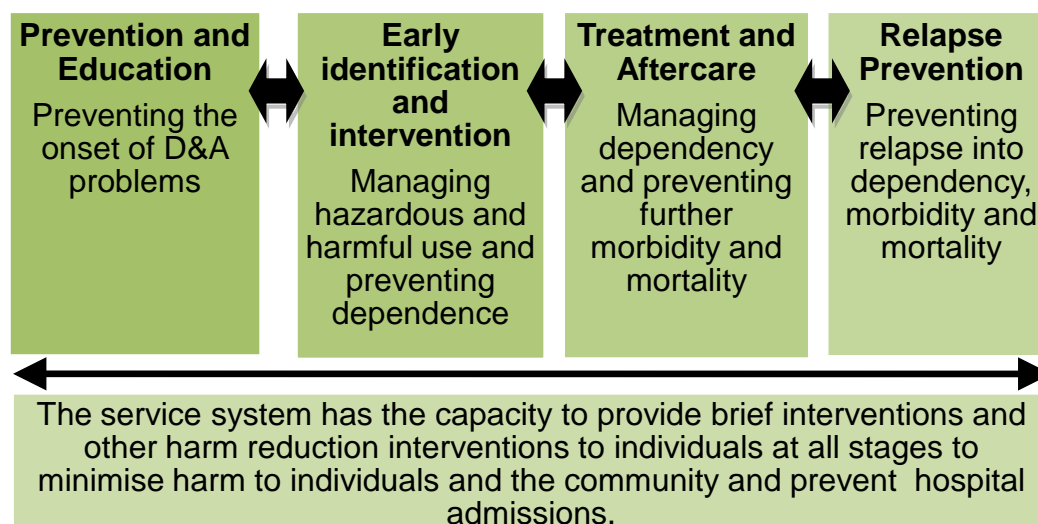 Prevention and
Education
Preventing the
onset of D&A
problems
Early
identification
and
intervention
Managing
hazardous and
harmful use and
preventing
dependence
Treatment and
Aftercare
Managing
dependency
and preventing
further
morbidity and
mortality
Relapse
Prevention
Preventing
relapse into
dependency,
morbidity and
mortality
The service system has the capacity to provide brief interventions and
other harm reduction interventions to individuals at all stages to
minimise harm to individuals and the community and prevent  hospital
admissions.